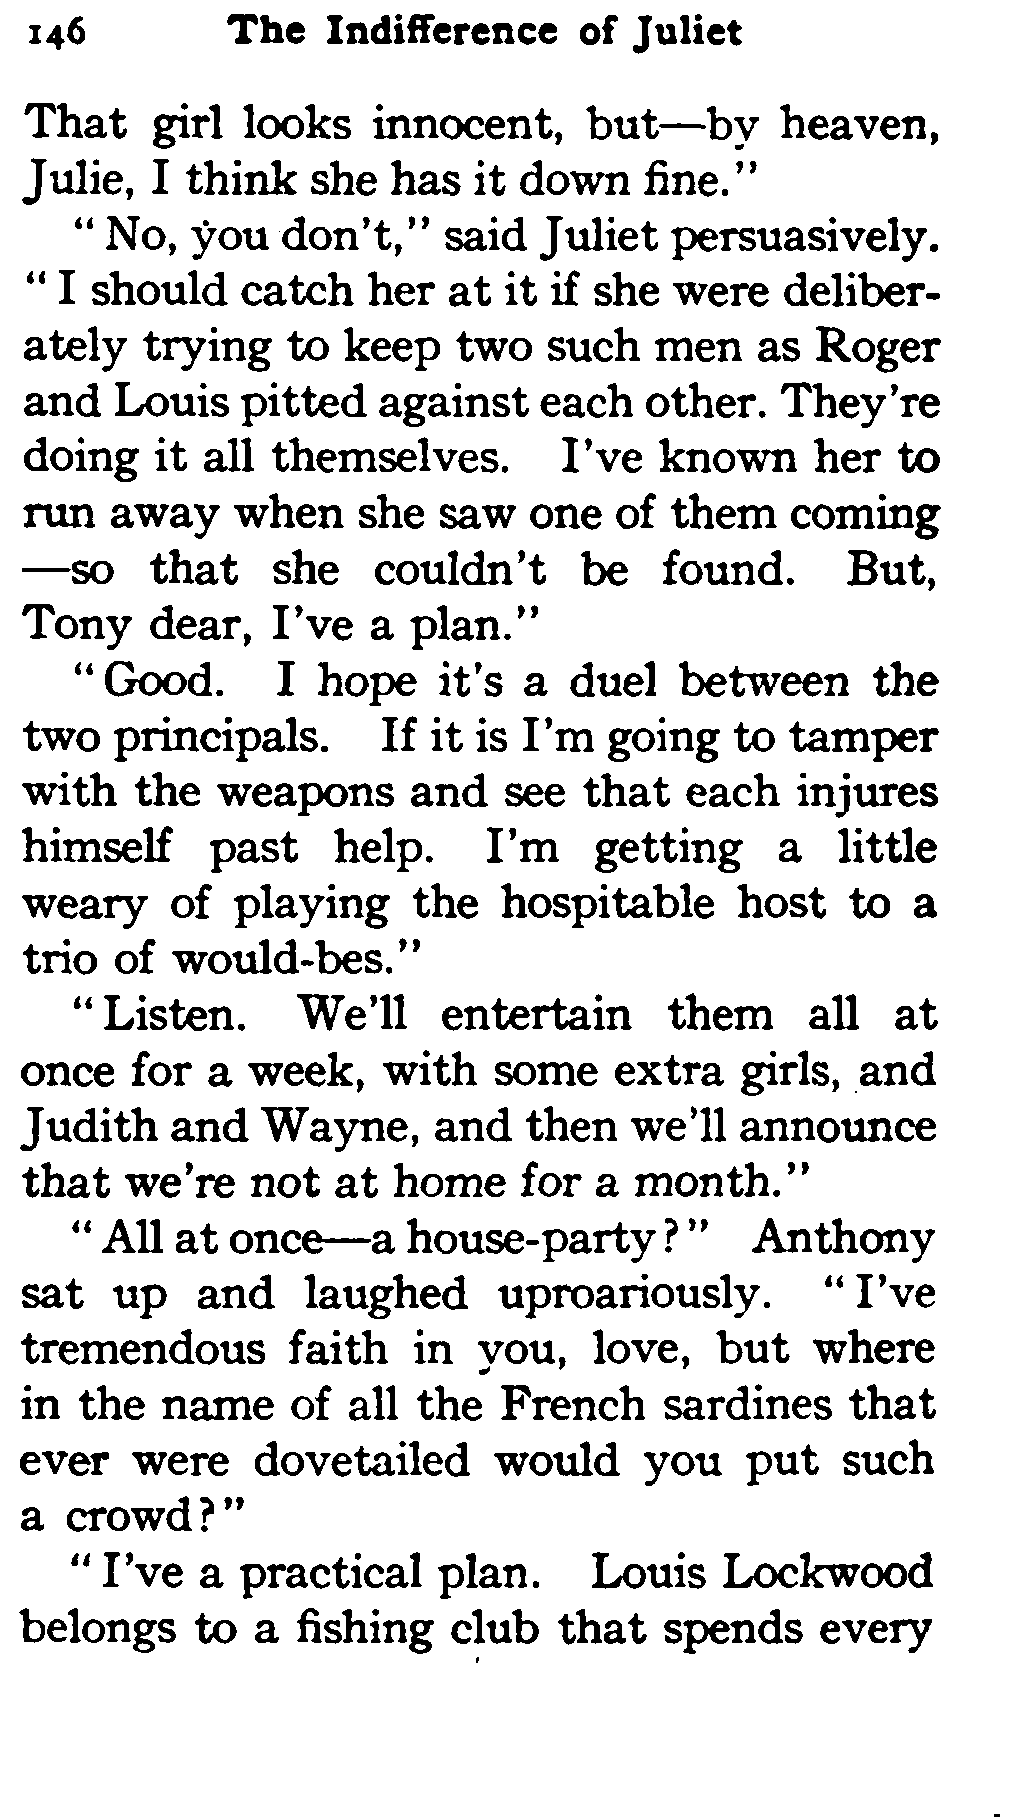 146 The Indifference of Juliet
That girl looks innocent, but—by heaven,
Julie, I think she has it down fine."
"No, you don't," said Juliet persuasively.
"I should catch her at it if she were deliber-
ately trying to keep two such men as Roger
and Louis pitted against each other. They're
doing it all themselves. I've known her to
run away when she saw one of them coming
—so that she couldn't be found. But,
Tony dear, I've a plan."
"Good. I hope it's a duel between the
two principals. If it is I'm going to tamper
with the weapons and see that each injures
himself past help. I'm getting a little
weary of playing the hospitable host to a
trio of would-bes."
"Listen. We'll entertain them all at
once for a week, with some extra girls, and
Judith and Wayne, and then we'll announce
that we're not at home for a month."
"All at once—a house-party?" Anthony
sat up and laughed uproariously. "I've
tremendous faith in you, love, but where
in the name of all the French sardines that
ever were dovetailed would you put such
a crowd?"
"I've a practical plan. Louis Lockwood
belongs to a fishing club that spends every